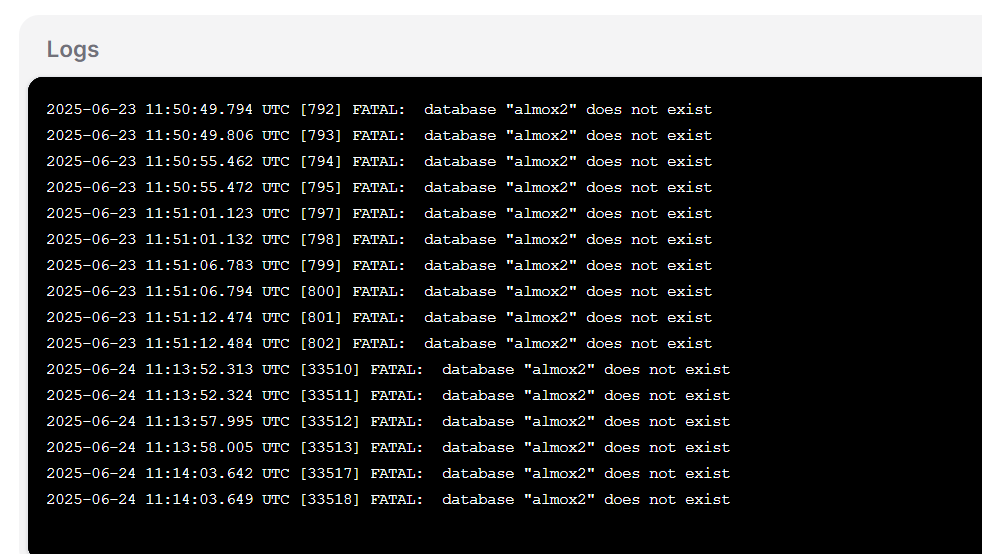 Logs
2025-06-23 11:50:49.794 UTC [792] FATAL:  database "almox2" does not exist
2025-06-23 11:50:49.806 UTC [793] FATAL:  database "almox2" does not exist
2025-06-23 11:50:55.462 UTC [794] FATAL:  database "almox2" does not exist
2025-06-23 11:50:55.472 UTC [795] FATAL:  database "almox2" does not exist
2025-06-23 11:51:01.123 UTC [797] FATAL:  database "almox2" does not exist
2025-06-23 11:51:01.132 UTC [798] FATAL:  database "almox2" does not exist
2025-06-23 11:51:06.783 UTC [799] FATAL:  database "almox2" does not exist
2025-06-23 11:51:06.794 UTC [800] FATAL:  database "almox2" does not exist
2025-06-23 11:51:12.474 UTC [801] FATAL:  database "almox2" does not exist
2025-06-23 11:51:12.484 UTC [802] FATAL:  database "almox2" does not exist
2025-06-24 11:13:52.313 UTC [33510] FATAL:  database "almox2" does not exist
2025-06-24 11:13:52.324 UTC [33511] FATAL:  database "almox2" does not exist
2025-06-24 11:13:57.995 UTC [33512] FATAL:  database "almox2" does not exist
2025-06-24 11:13:58.005 UTC [33513] FATAL:  database "almox2" does not exist
2025-06-24 11:14:03.642 UTC [33517] FATAL:  database "almox2" does not exist
2025-06-24 11:14:03.649 UTC [33518] FATAL:  database "almox2" does not exist